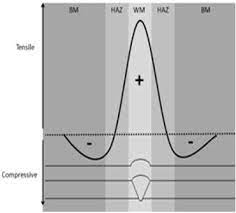 BM HAZ WM HAZ BM
Tensile
+
- -
Compressive